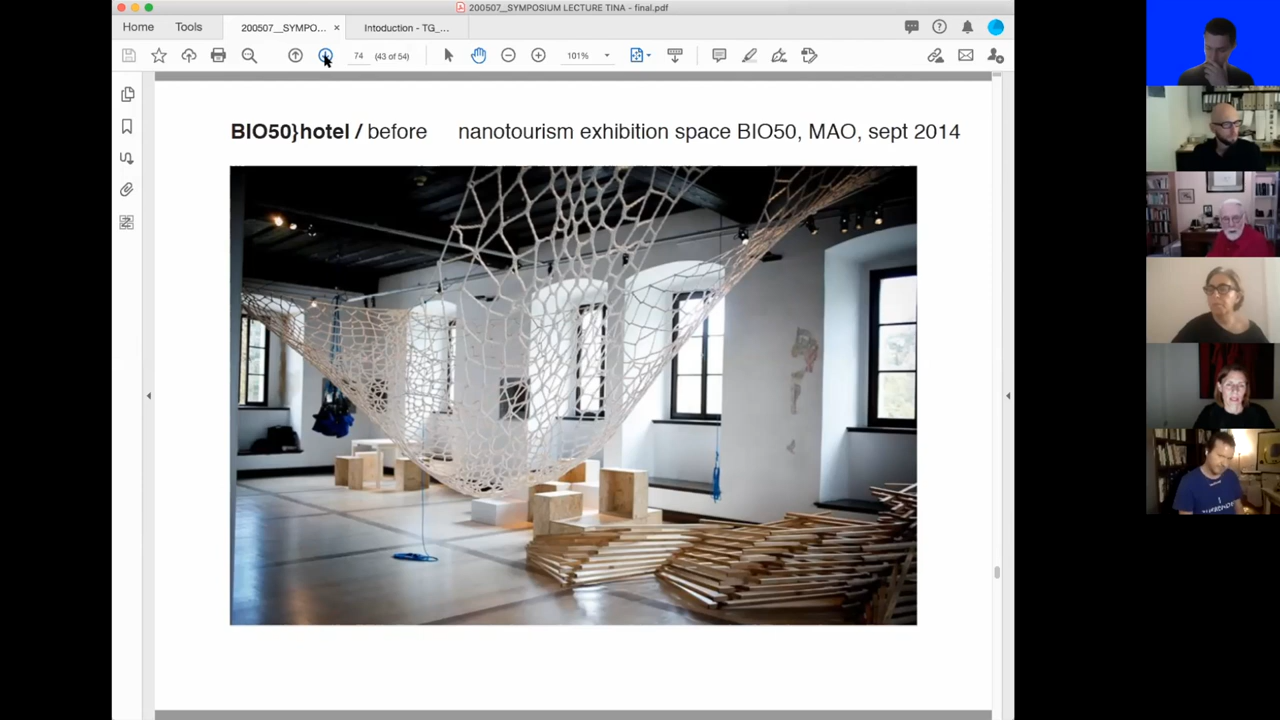 200507__SYMPOSIUM LECTURE TINA - final.pdf
Home
Tools
200507__SYMPO...
×
Intoduction - TG_...
74
(43 of 54)
101%
BIO50}hotel / before nanotourism exhibition space BIO50, MAO, sept 2014